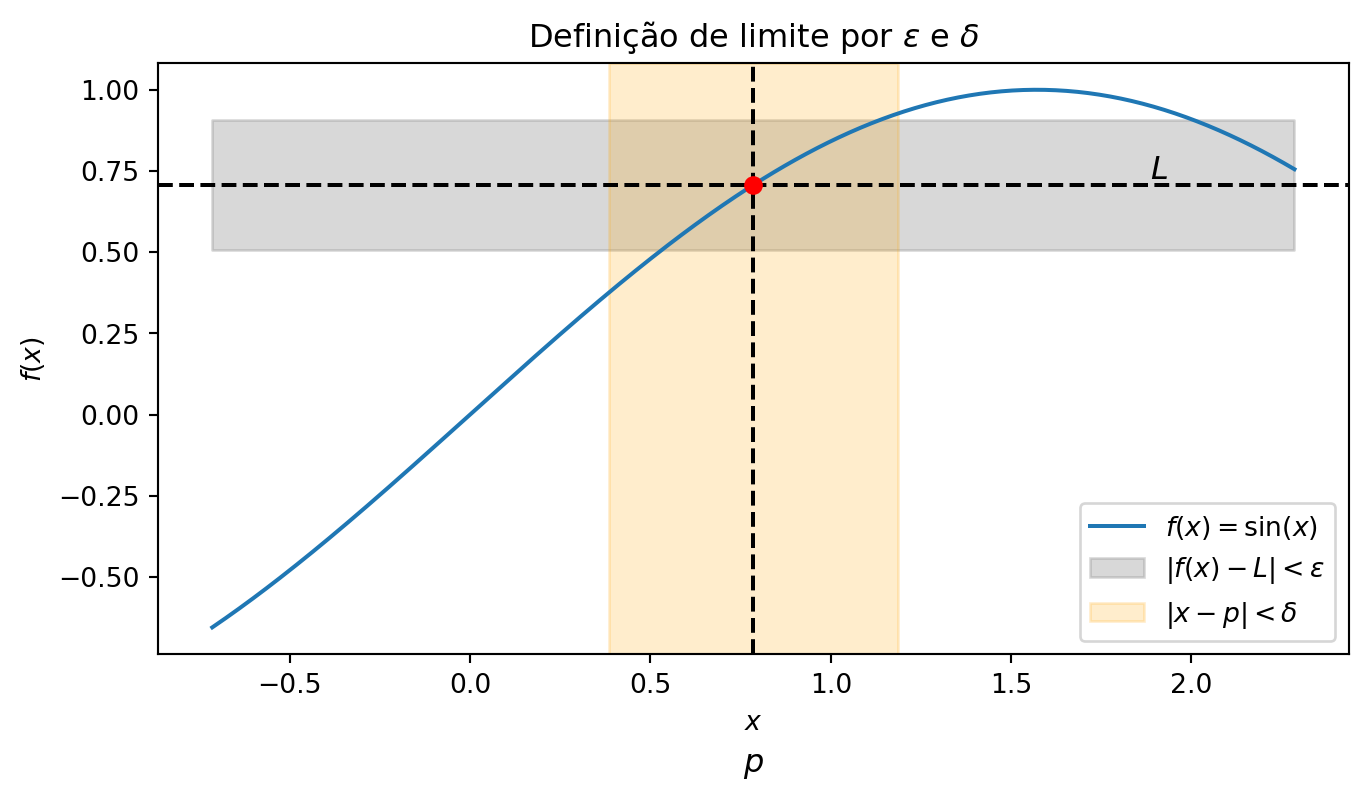 Definição de limite por ε e δ
1.00
0.75
0.50
0.25
0.00
−0.25
−0.50
f(x)
L
f(x) = sin(x)
|f(x) − L| < ε
|x − p| < δ
−0.5 0.0 0.5 1.0 1.5 2.0
x
p